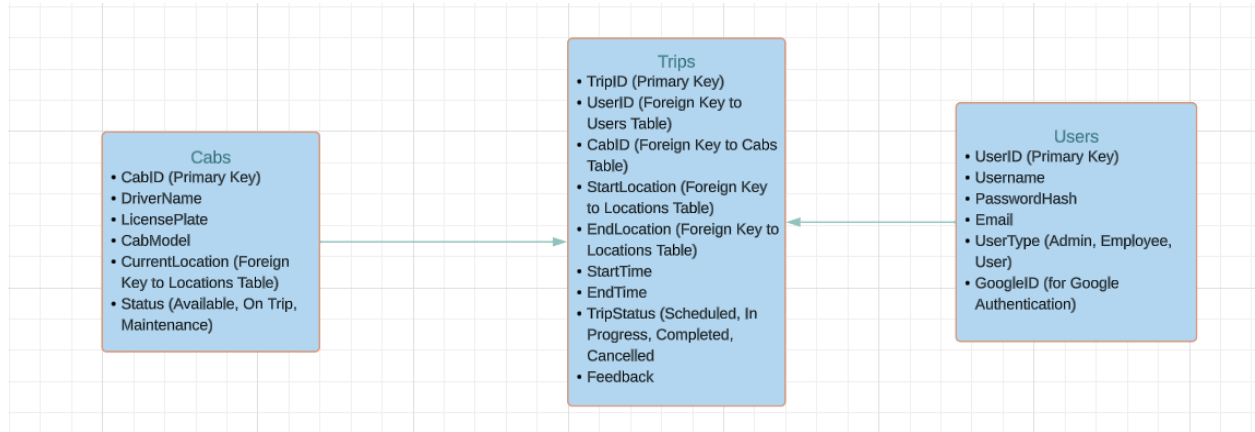 Cabs
• CabID (Primary Key)
• DriverName
• LicensePlate
• CabModel
• CurrentLocation (Foreign
Key to Locations Table)
• Status (Available, On Trip,
Maintenance)
Trips
• TripID (Primary Key)
• UserID (Foreign Key to
Users Table)
• CabID (Foreign Key to Cabs
Table)
• StartLocation (Foreign Key
to Locations Table)
• EndLocation (Foreign Key to
Locations Table)
• StartTime
• EndTime
• TripStatus (Scheduled, In
Progress, Completed,
Cancelled
• Feedback
Users
• UserID (Primary Key)
• Username
• PasswordHash
• Email
• UserType (Admin, Employee,
User)
• GoogleID (for Google
Authentication)